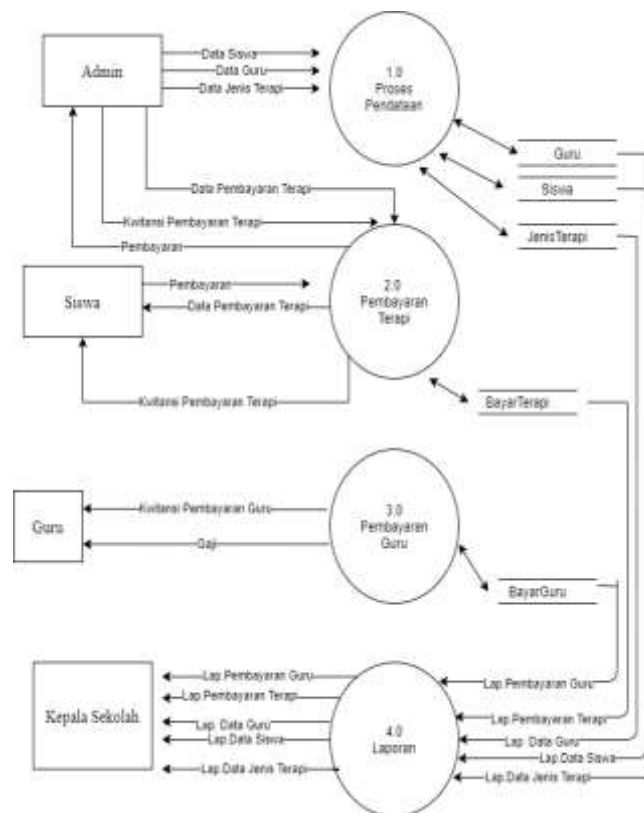 Admin
Data Siswa
Data Guru
Data Jenis Terapi
1.0
Proses
Pendataan
Guru
Siswa
JenisTerapi
Data Pembayaran Terapi
Kwitansi Pembayaran Terapi
Pembayaran
Siswa
Pembayaran
Data Pembayaran Terapi
2.0
Pembayaran
Terapi
Kwitansi Pembayaran Terapi
BayarTerapi
Guru
Kwitansi Pembayaran Guru
Gaji
3.0
Pembayaran
Guru
BayarGuru
Kepala Sekolah
Lap.Pembayaran Guru
Lap.Pembayaran Terapi
Lap. Data Guru
Lap.Data Siswa
Lap.Data Jenis Terapi
4.0
Laporan
Lap.Pembayaran Guru
Lap.Pembayaran Terapi
Lap. Data Guru
Lap.Data Siswa
Lap.Data Jenis Terapi